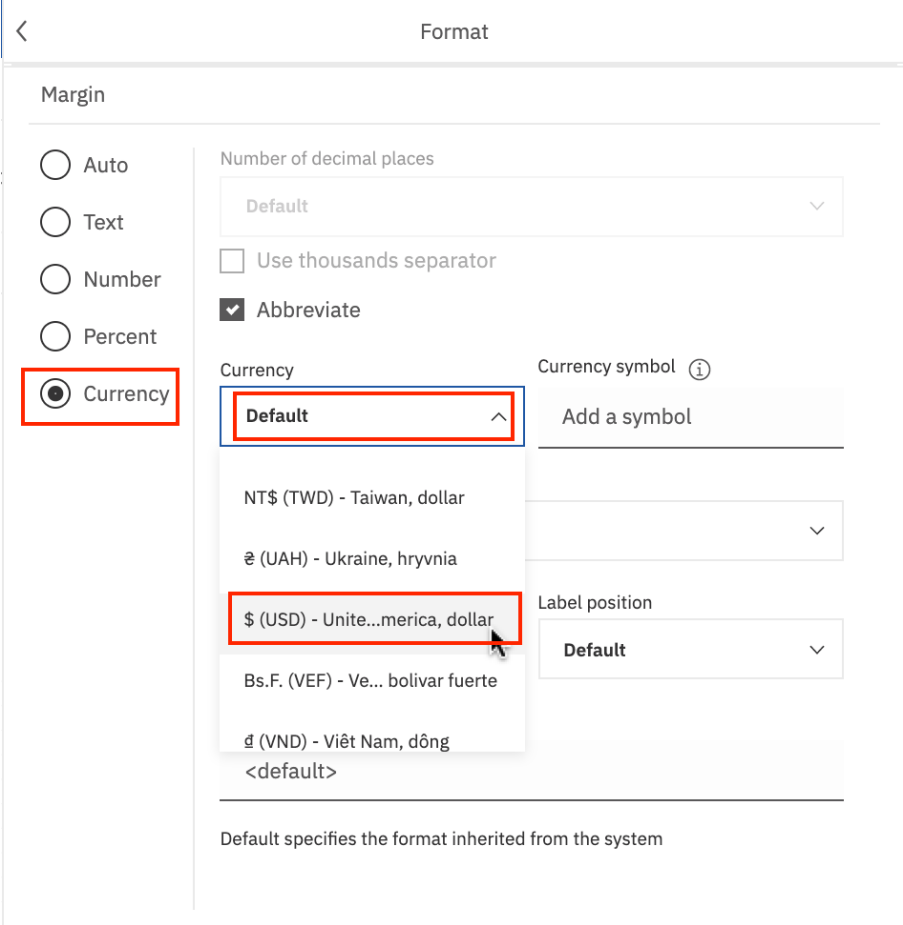 Format
Margin
Auto
Text
Number
Percent
Currency
Number of decimal places
Default
Use thousands separator
Abbreviate
Currency
Default
NT$ (TWD) - Taiwan, dollar
₴ (UAH) - Ukraine, hryvnia
$ (USD) - Unite...merica, dollar
Bs.F. (VEF) - Ve... bolivar fuerte
₫ (VND) - Viêt Nam, dông
Currency symbol
Add a symbol
Label position
Default
<default>
Default specifies the format inherited from the system